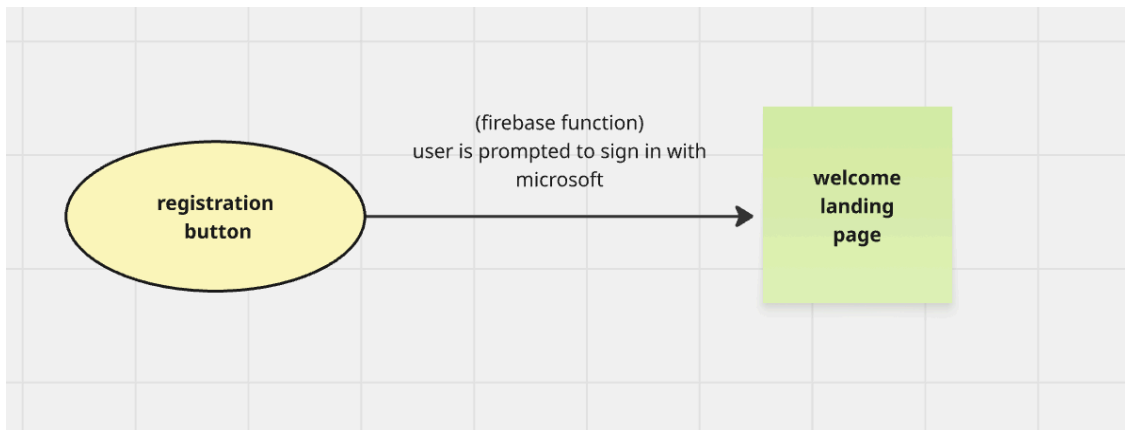 registration
button
(firebase function)
user is prompted to sign in with
microsoft
welcome
landing
page